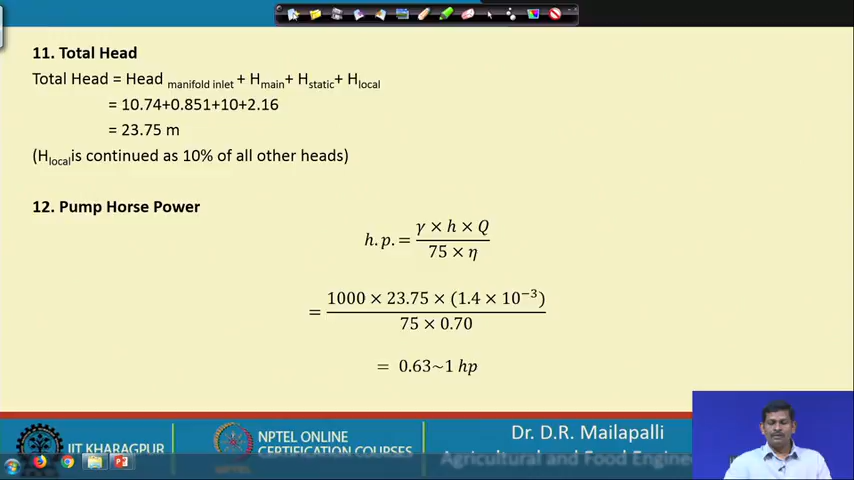 11. Total Head
Total Head = Head manifold inlet + Hmain+ Hstatic+ Hlocal
= 10.74+0.851+10+2.16
= 23.75 m
(Hlocalis continued as 10% of all other heads)
12. Pump Horse Power
h.p. = γ × h × Q / 75 × η
= 1000 × 23.75 × (1.4 × 10⁻³) / 75 × 0.70
= 0.63~1 hp
IIT KHARAGPUR
NPTEL ONLINE
CERTIFICATION COURSES
Dr. D.R. Mailapalli
Agricultural and Food Engine